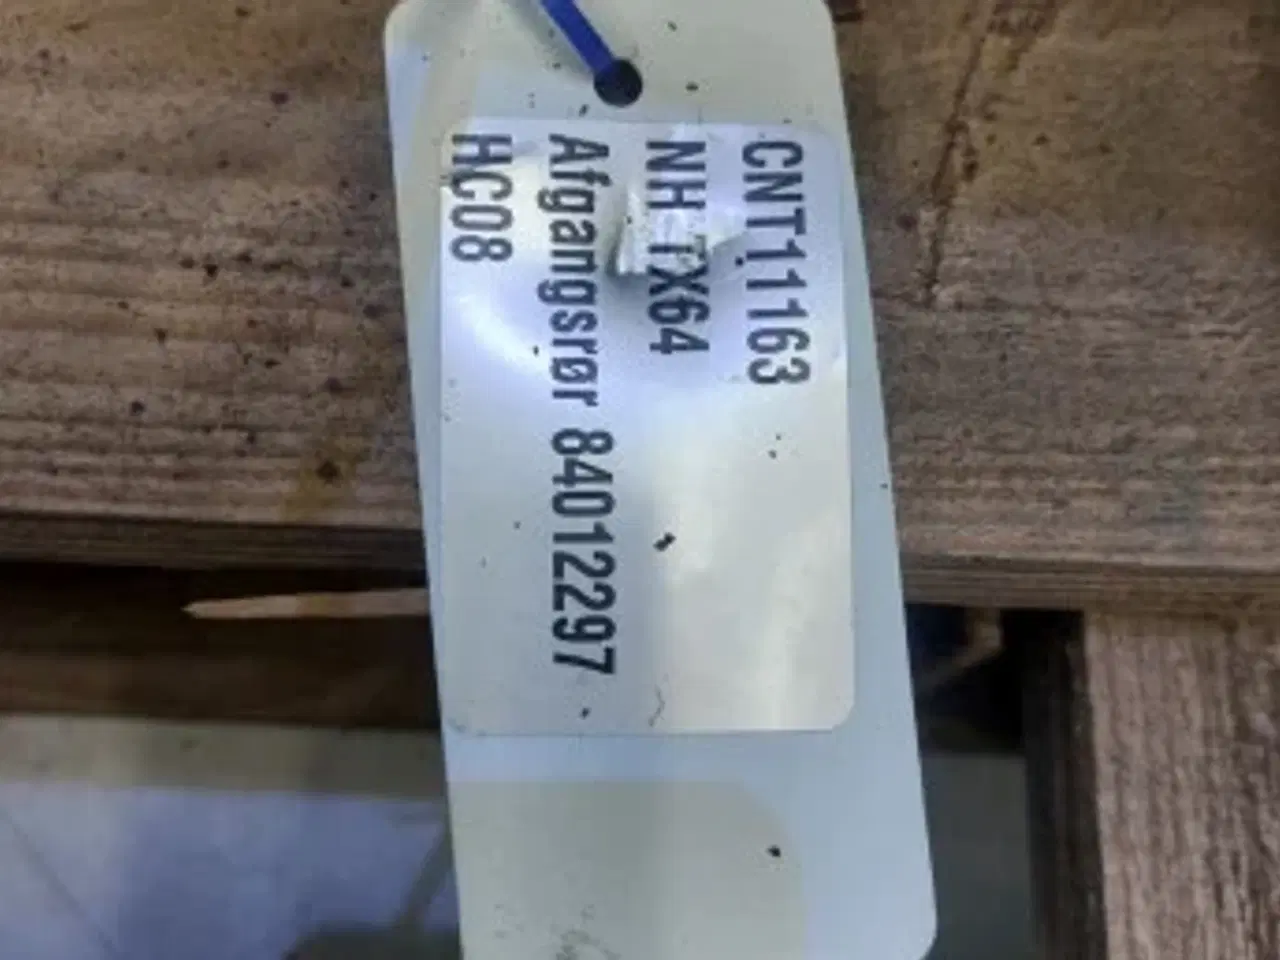 CNT11163
NH TX64
Afgangsrør 84012297
HC08